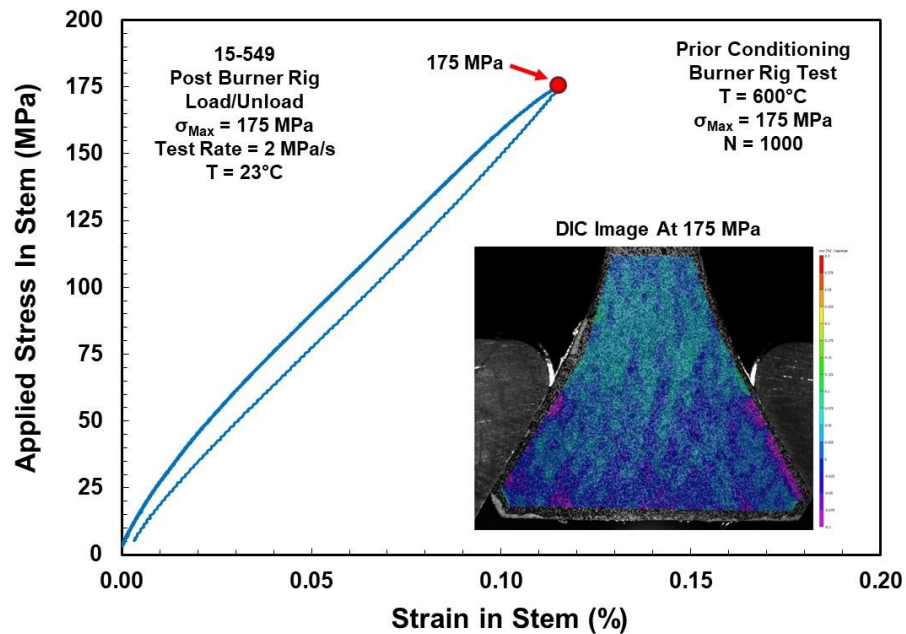 200
175
150
125
100
75
50
25
0
Applied Stress In Stem (MPa)
15-549
Post Burner Rig
Load/Unload
σMax = 175 MPa
Test Rate = 2 MPa/s
T = 23°C
175 MPa
Prior Conditioning
Burner Rig Test
T = 600°C
σMax = 175 MPa
N = 1000
DIC Image At 175 MPa
0.00
0.05
0.10
0.15
0.20
Strain in Stem (%)